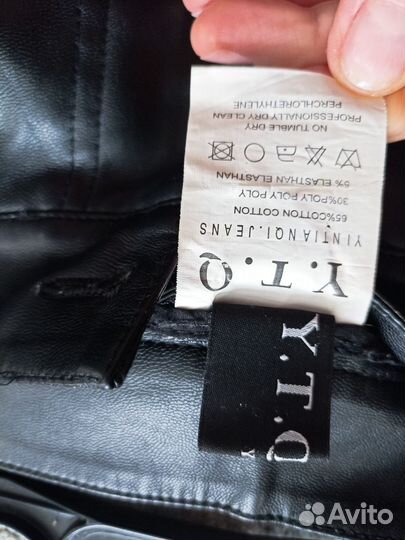 Y.T.Q
YINTIANQI.JEANS
65%COTTON COTTON
30%POLY POLY POLY
5% ELASTHAN ELASTHAN
NO TUMBLE DRY
PROFESSIONALLY DRY CLEAN
PERCHLORETHYLENE
Y.T.Q
Y
Avito